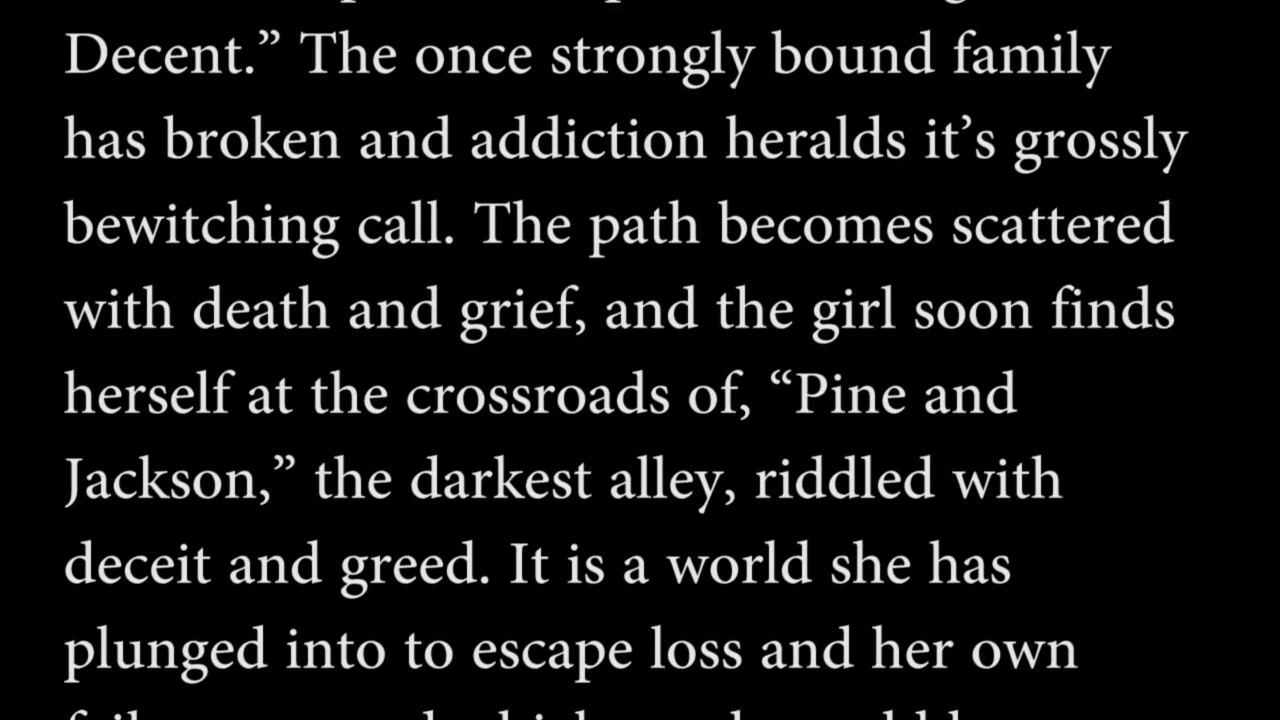 Decent.” The once strongly bound family
has broken and addiction heralds it’s grossly
bewitching call. The path becomes scattered
with death and grief, and the girl soon finds
herself at the crossroads of, “Pine and
Jackson,” the darkest alley, riddled with
deceit and greed. It is a world she has
plunged into to escape loss and her own